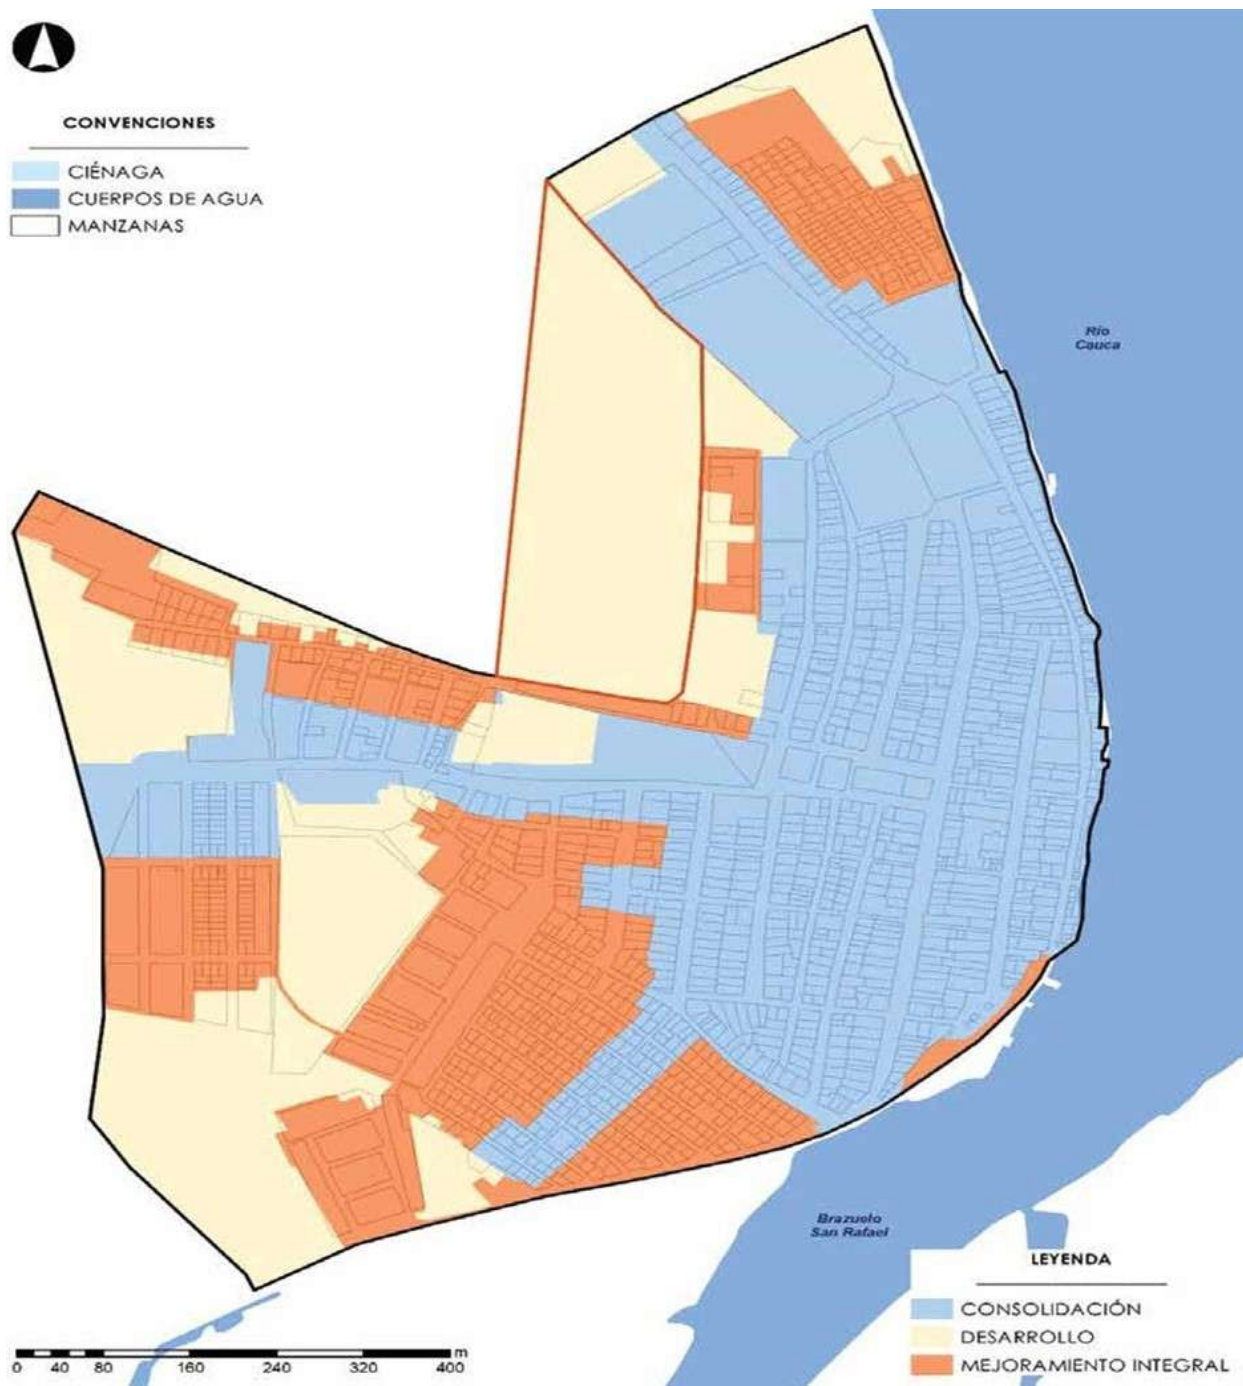 CONVENCIONES
CIÉNAGA
CUERPOS DE AGUA
MANZANAS
Río
Cauca
Brazuelo
San Rafael
LEYENDA
CONSOLIDACIÓN
DESARROLLO
MEJORAMIENTO INTEGRAL
0 40 80 160 240 320 400 m